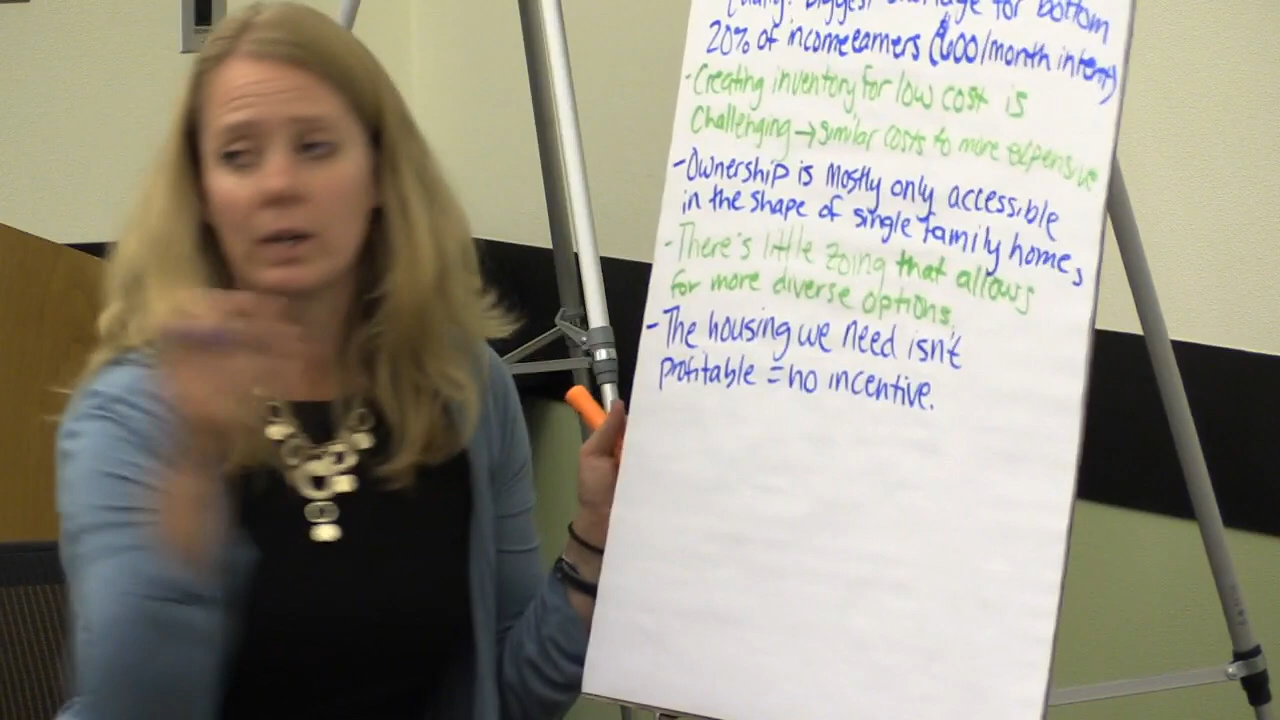 biggest shortage for bottom
20% of income earners ($600/month in rent)
- Creating inventory for low cost is
challenging → similar costs to more expensive
- Ownership is mostly only accessible
in the shape of single family homes
- There's little zoing that allows
for more diverse options.
- The housing we need isn't
profitable = no incentive.